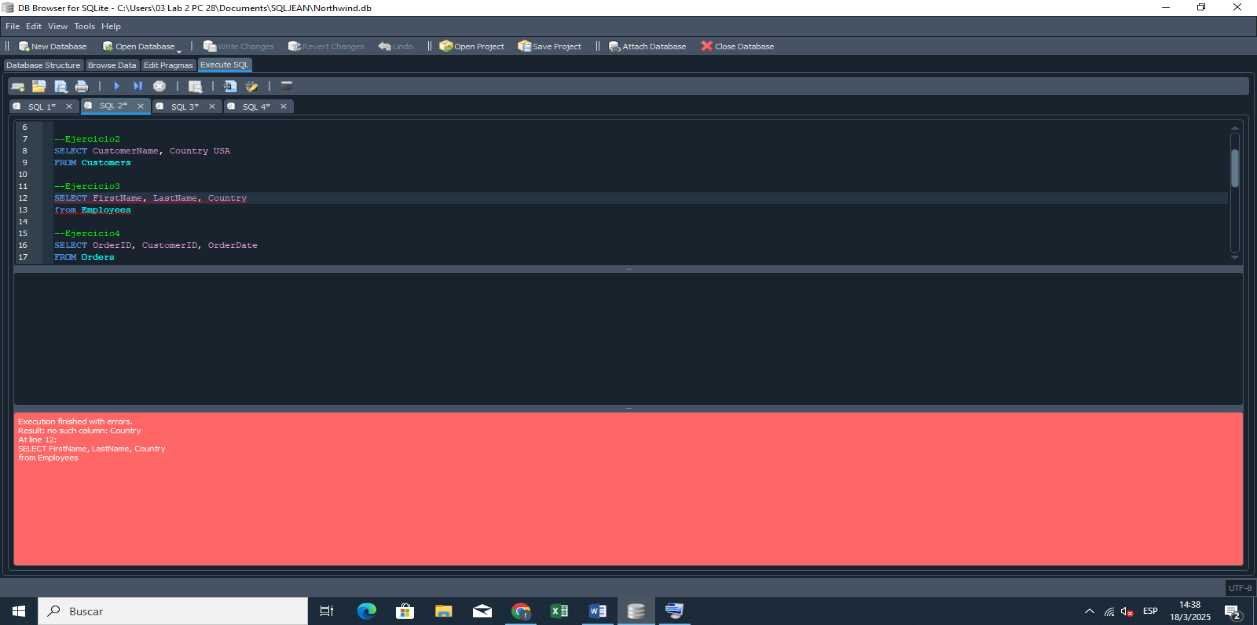 DB Browser for SQLite - C:\Users\03 Lab 2 PC 28\Documents\SQLJEAN\Northwind.db
File Edit View Tools Help
New Database Open Database Write Changes Revert Changes Undo Open Project Save Project Attach Database Close Database
Database Structure Browse Data Edit Pragmas Execute SQL
SQL 1* SQL 2* SQL 3* SQL 4*
6
7 --Ejercicio2
8 SELECT CustomerName, Country USA
9 FROM Customers
10
11 --Ejercicio3
12 SELECT FirstName, LastName, Country
13 from Employees
14
15 --Ejercicio4
16 SELECT OrderID, CustomerID, OrderDate
17 FROM Orders
Execution finished with errors.
Result: no such column: Country
At line 12:
SELECT FirstName, LastName, Country
from Employees
UTF-8
Buscar
ESP
14:38
18/3/2025
2